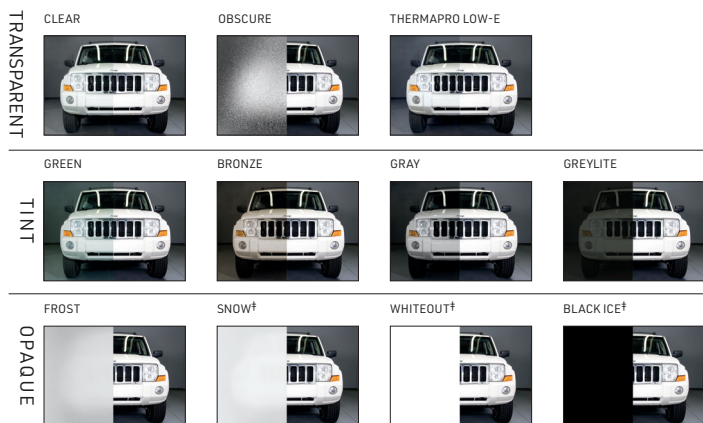 TRANSPARENT
CLEAR
OBSCURE
THERMAPRO LOW-E
TINT
GREEN
BRONZE
GRAY
GREYLITE
OPAQUE
FROST
SNOW‡
WHITEOUT‡
BLACK ICE‡